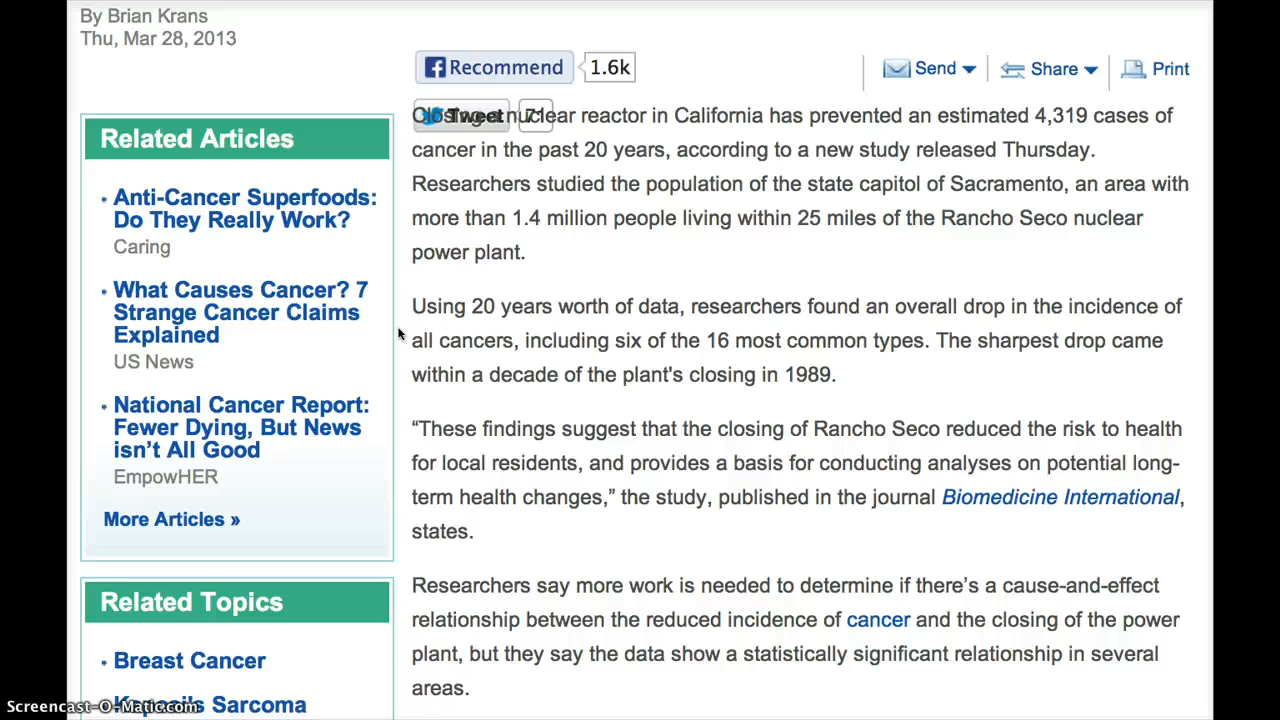 By Brian Krans
Thu, Mar 28, 2013
Recommend 1.6k
Send Share Print
Tweet 71
Closing a nuclear reactor in California has prevented an estimated 4,319 cases of
cancer in the past 20 years, according to a new study released Thursday.
Researchers studied the population of the state capitol of Sacramento, an area with
more than 1.4 million people living within 25 miles of the Rancho Seco nuclear
power plant.
Using 20 years worth of data, researchers found an overall drop in the incidence of
all cancers, including six of the 16 most common types. The sharpest drop came
within a decade of the plant's closing in 1989.
“These findings suggest that the closing of Rancho Seco reduced the risk to health
for local residents, and provides a basis for conducting analyses on potential long-
term health changes,” the study, published in the journal Biomedicine International,
states.
Researchers say more work is needed to determine if there’s a cause-and-effect
relationship between the reduced incidence of cancer and the closing of the power
plant, but they say the data show a statistically significant relationship in several
areas.
Related Articles
Anti-Cancer Superfoods:
Do They Really Work?
Caring
What Causes Cancer? 7
Strange Cancer Claims
Explained
US News
National Cancer Report:
Fewer Dying, But News
isn’t All Good
EmpowHER
More Articles »
Related Topics
Breast Cancer
Kaposi's Sarcoma
Screencast-O-Matic.com